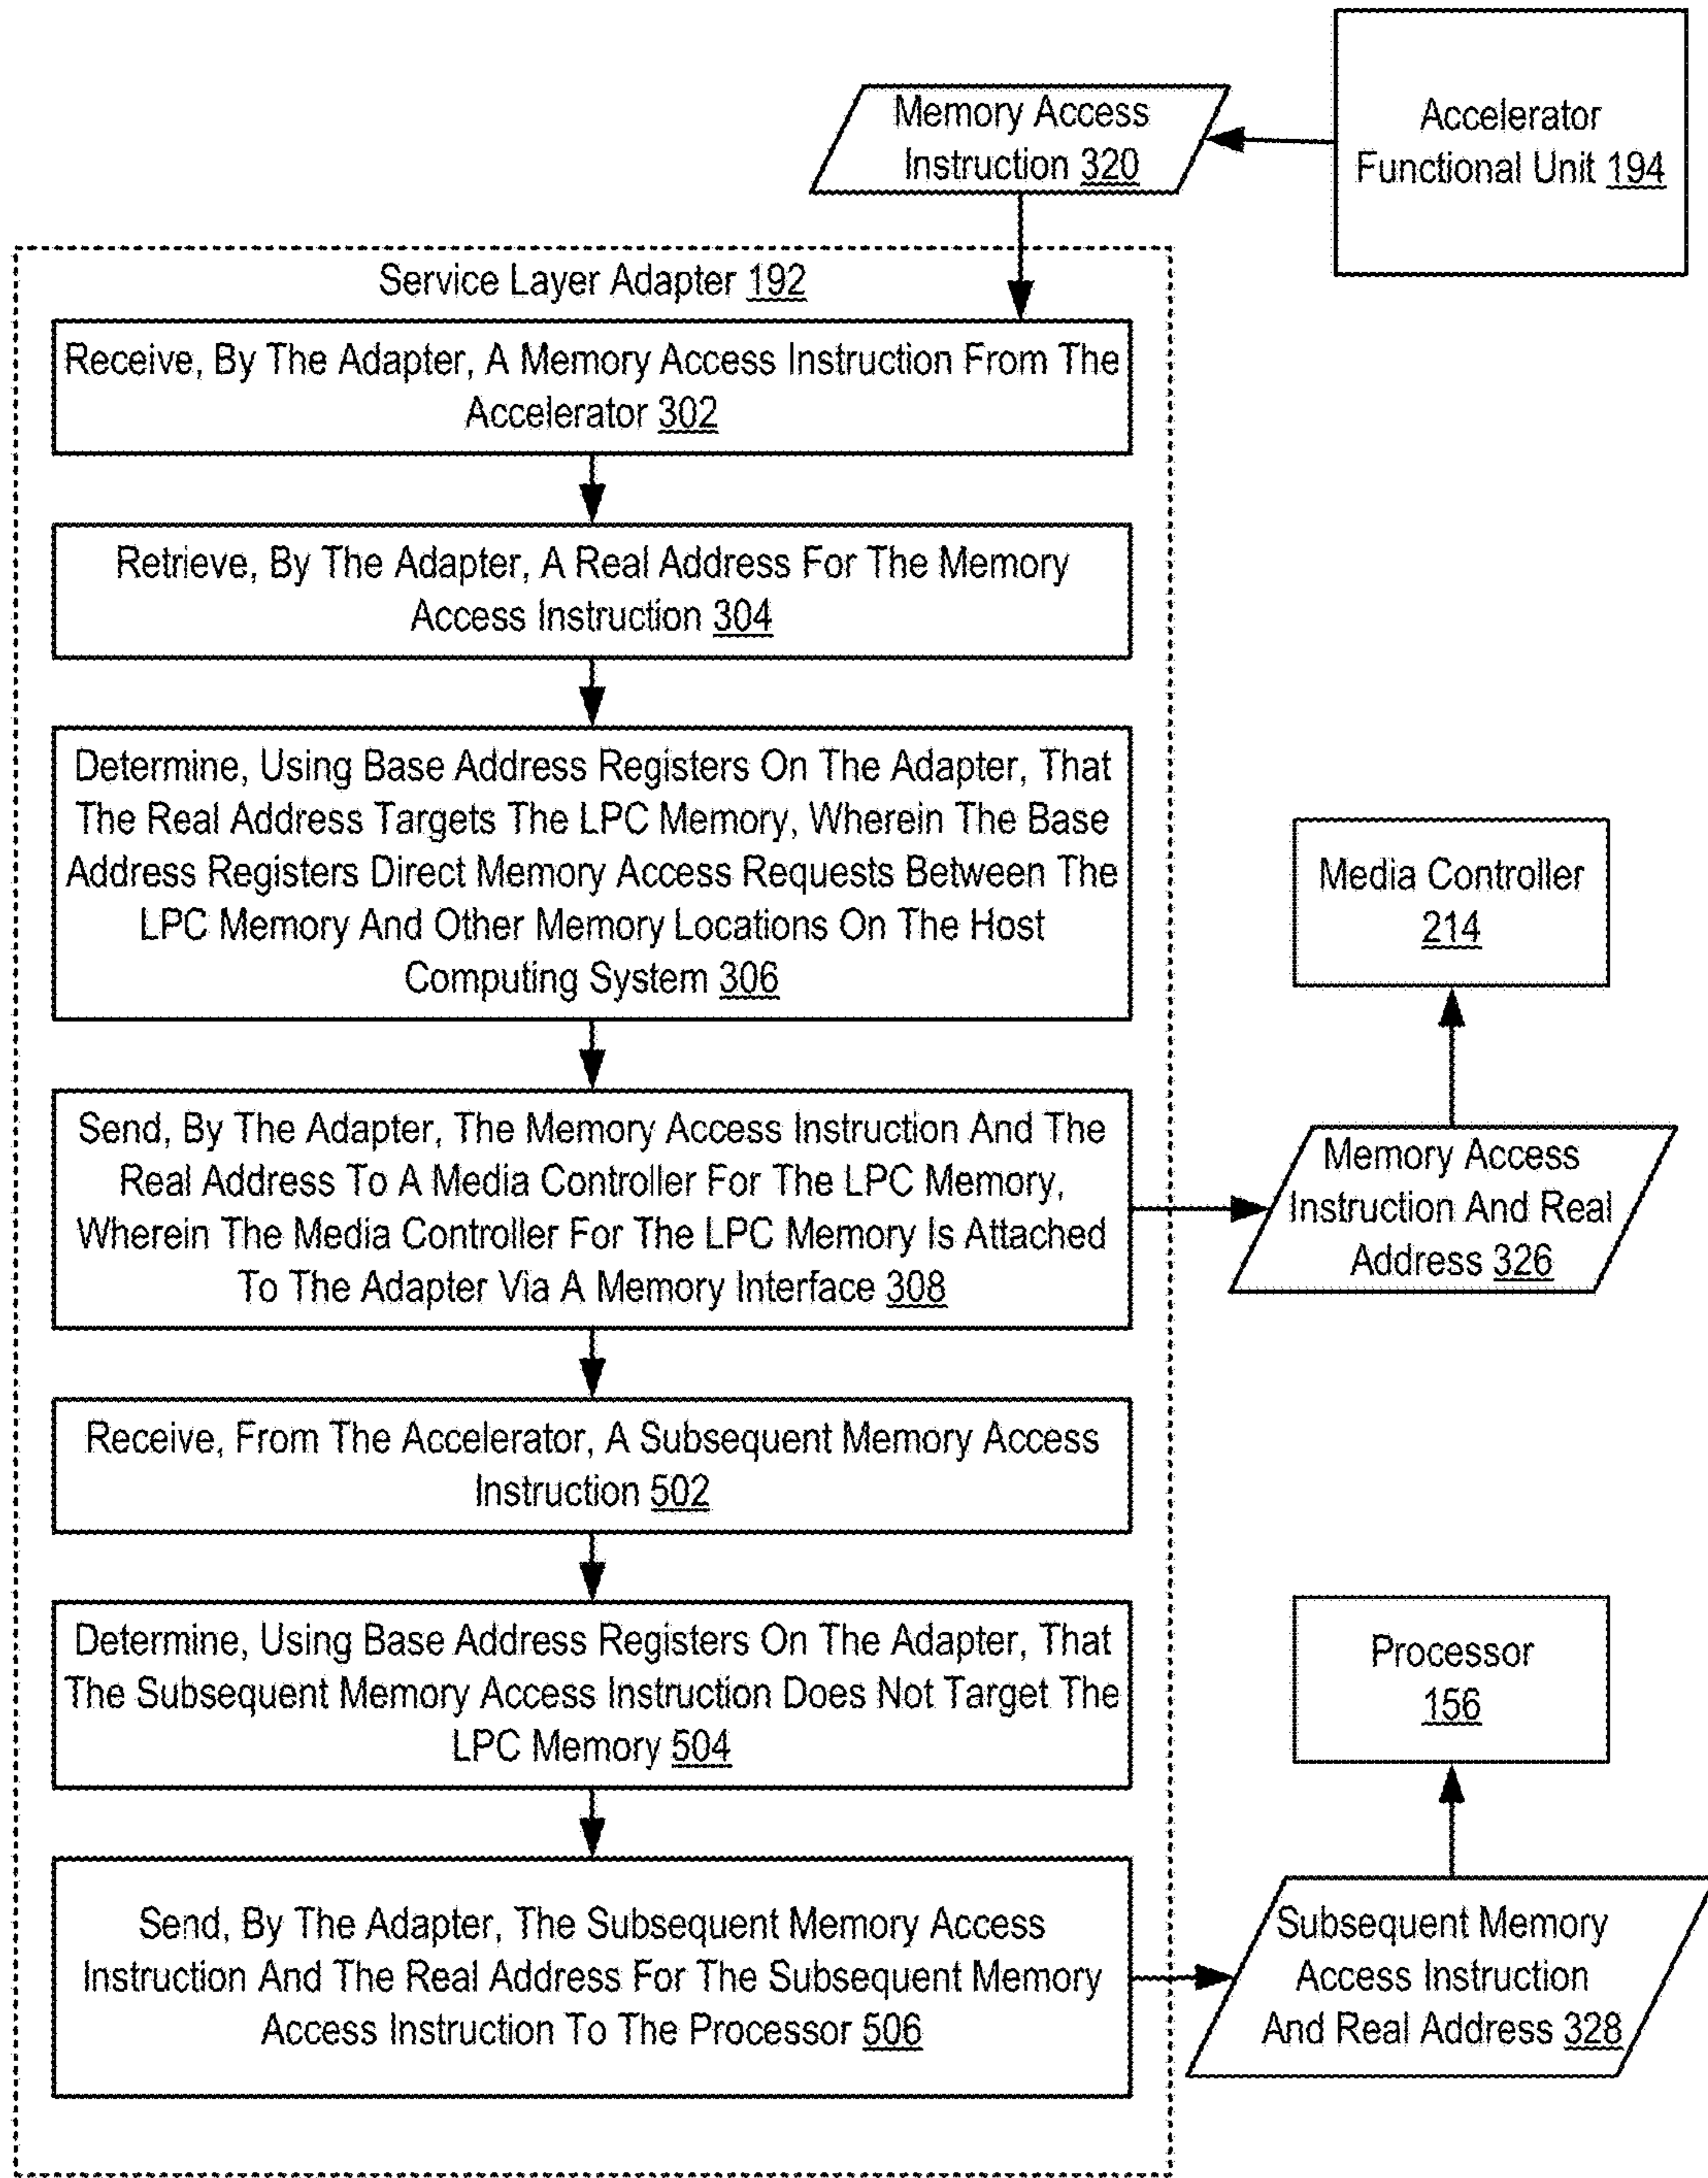 Accelerator
Functional Unit 194
Memory Access
Instruction 320
Service Layer Adapter 192
Receive, By The Adapter, A Memory Access Instruction From The
Accelerator 302
Retrieve, By The Adapter, A Real Address For The Memory
Access Instruction 304
Determine, Using Base Address Registers On The Adapter, That
The Real Address Targets The LPC Memory, Wherein The Base
Address Registers Direct Memory Access Requests Between The
LPC Memory And Other Memory Locations On The Host
Computing System 306
Media Controller
214
Send, By The Adapter, The Memory Access Instruction And The
Real Address To A Media Controller For The LPC Memory,
Wherein The Media Controller For The LPC Memory Is Attached
To The Adapter Via A Memory Interface 308
Memory Access
Instruction And Real
Address 326
Receive, From The Accelerator, A Subsequent Memory Access
Instruction 502
Determine, Using Base Address Registers On The Adapter, That
The Subsequent Memory Access Instruction Does Not Target The
LPC Memory 504
Processor
156
Send, By The Adapter, The Subsequent Memory Access
Instruction And The Real Address For The Subsequent Memory
Access Instruction To The Processor 506
Subsequent Memory
Access Instruction
And Real Address 328